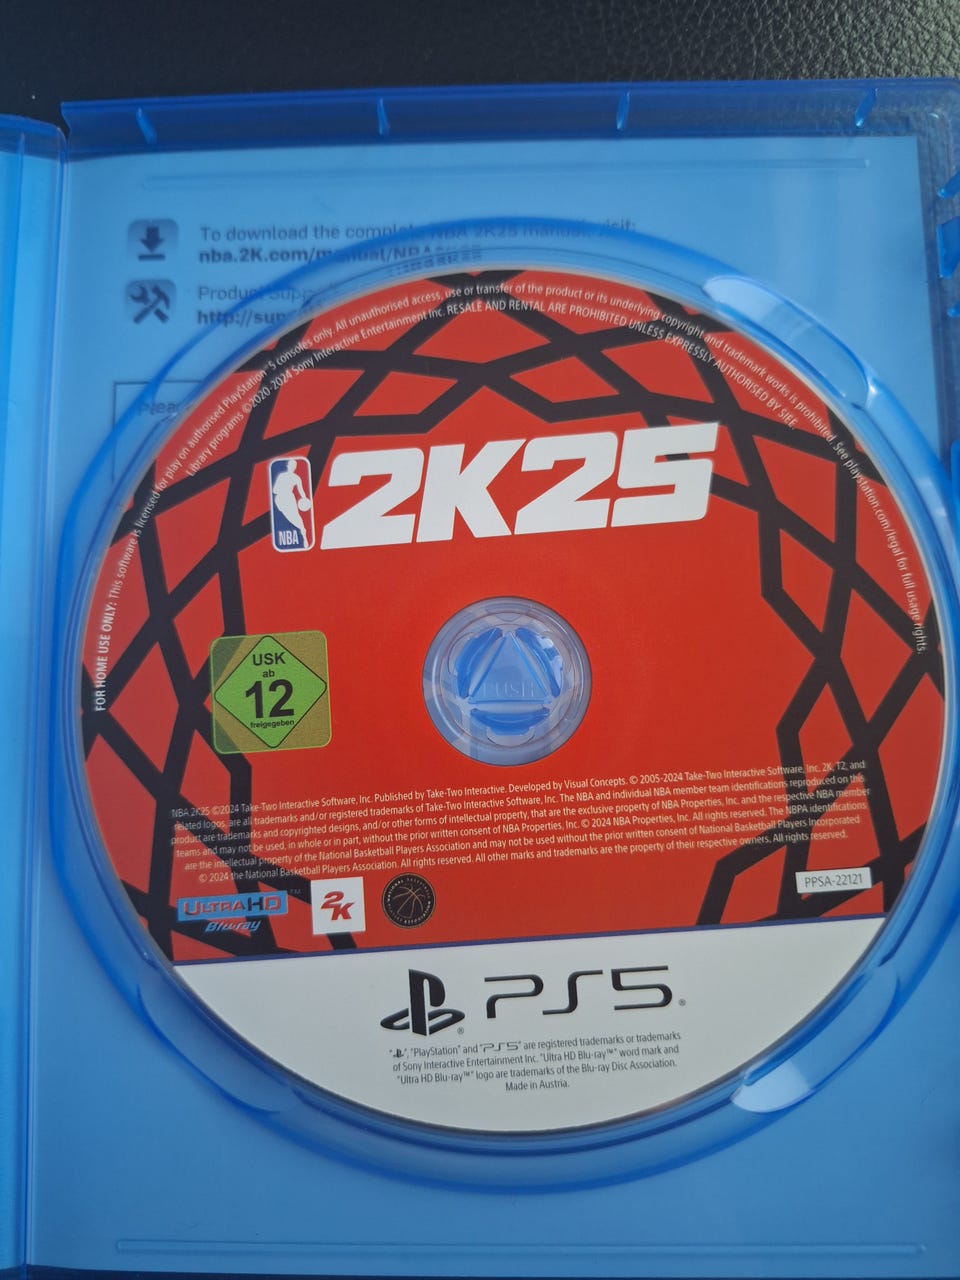 To download the complete NBA 2K25 manual, visit:
nba.2K.com/manual/NBA2K25
Product Supp
http://sup
Pleas
FOR HOME USE ONLY: This software is licensed for play on authorised PlayStation®5 consoles only. All unauthorised access, use or transfer of the product or its underlying copyright and trademark works is prohibited. See playstation.com/legal for full usage rights.
Library programs ©2020-2024 Sony Interactive Entertainment Inc. RESALE AND RENTAL ARE PROHIBITED UNLESS EXPRESSLY AUTHORISED BY SIEE.
NBA 2K25
USK
ab
12
freigegeben
PUSH
NBA 2K25 ©2024 Take-Two Interactive Software, Inc. Published by Take-Two Interactive. Developed by Visual Concepts. © 2005-2024 Take-Two Interactive Software, Inc. 2K, T2, and
related logos, are all trademarks and/or registered trademarks of Take-Two Interactive Software, Inc. The NBA and individual NBA member team identifications reproduced on this
product are trademarks and copyrighted designs, and/or other forms of intellectual property, that are the exclusive property of NBA Properties, Inc. and the respective NBA member
teams and may not be used, in whole or in part, without the prior written consent of NBA Properties, Inc. © 2024 NBA Properties, Inc. All rights reserved. The NBPA identifications
are the intellectual property of the National Basketball Players Association and may not be used without the prior written consent of National Basketball Players Incorporated
© 2024 the National Basketball Players Association. All rights reserved. All other marks and trademarks are the property of their respective owners. All rights reserved.
PPSA-22121
ULTRAHD™
Blu-ray
2K
PS5®
"", "PlayStation" and "PS5" are registered trademarks or trademarks
of Sony Interactive Entertainment Inc. "Ultra HD Blu-ray™" word mark and
"Ultra HD Blu-ray™" logo are trademarks of the Blu-ray Disc Association.
Made in Austria.